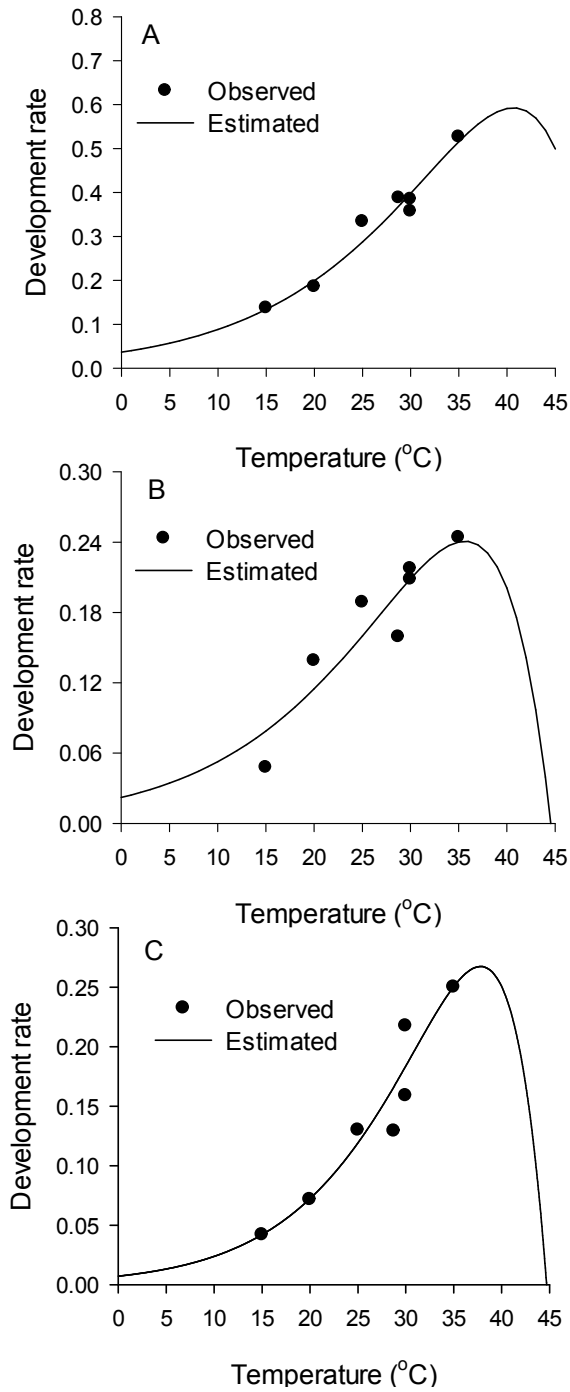 A
Observed
Estimated
Development rate
0.8
0.7
0.6
0.5
0.4
0.3
0.2
0.1
0.0
0 5 10 15 20 25 30 35 40 45
Temperature (°C)
B
Observed
Estimated
Development rate
0.30
0.24
0.18
0.12
0.06
0.00
0 5 10 15 20 25 30 35 40 45
Temperature (°C)
C
Observed
Estimated
Development rate
0.30
0.25
0.20
0.15
0.10
0.05
0.00
0 5 10 15 20 25 30 35 40 45
Temperature (°C)